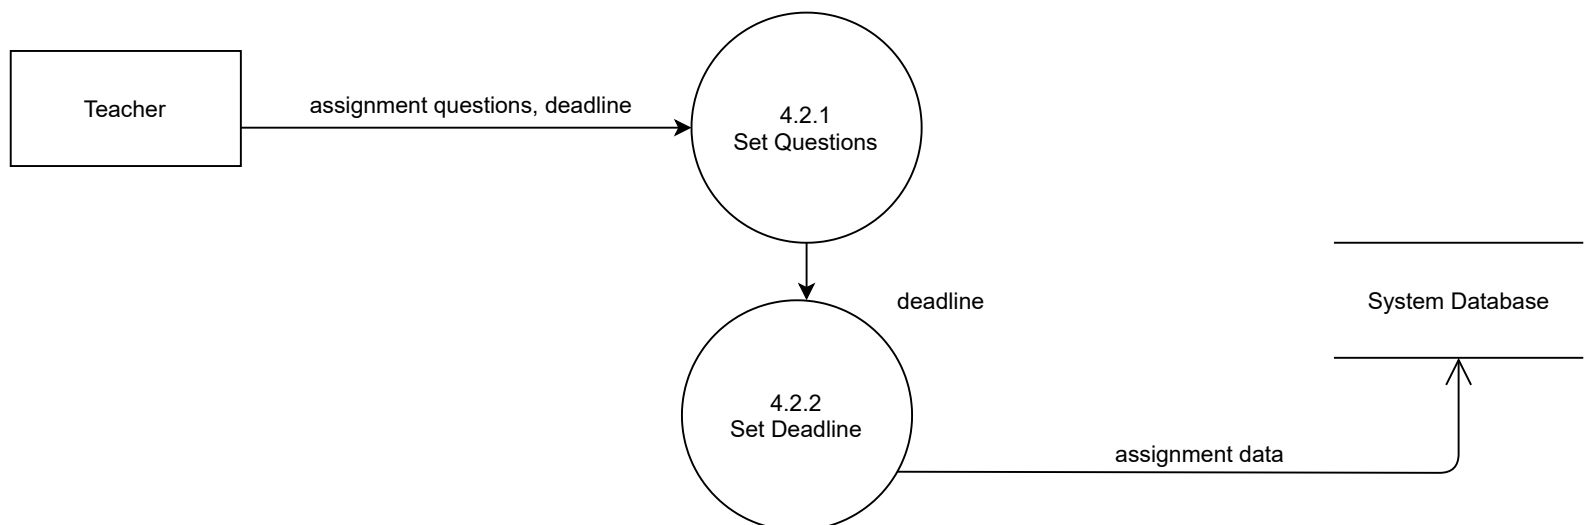 Teacher
assignment questions, deadline
4.2.1
Set Questions
deadline
System Database
4.2.2
Set Deadline
assignment data